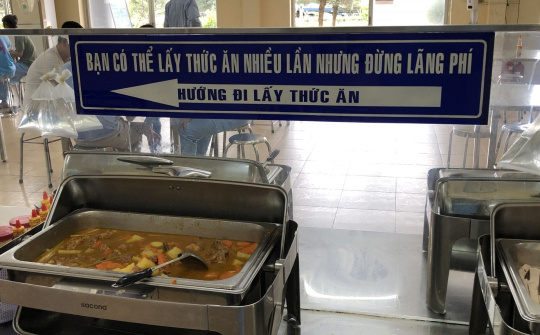 BẠN CÓ THỂ LẤY THỨC ĂN NHIỀU LẦN NHƯNG ĐỪNG LÃNG PHÍ
HƯỚNG ĐI LẤY THỨC ĂN
sacona